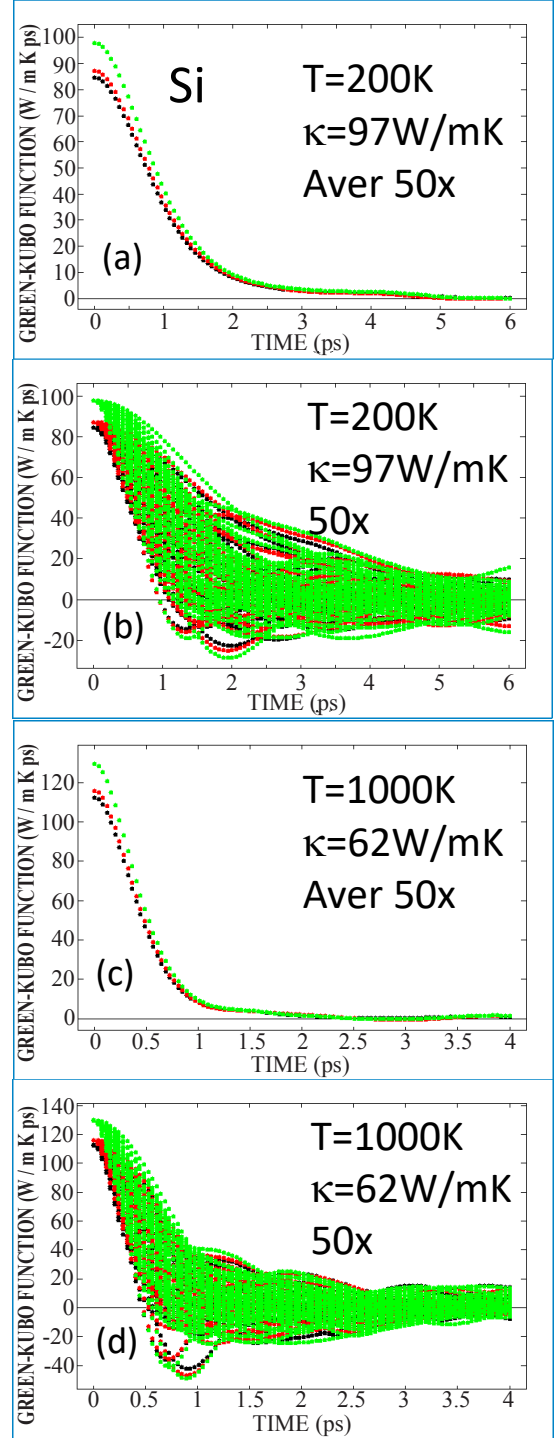 GREEN-KUBO FUNCTION (W / m K ps)
100
90
80
70
60
50
40
30
20
10
0
Si
T=200K
κ=97W/mK
Aver 50x
(a)
0 1 2 3 4 5 6
TIME (ps)
GREEN-KUBO FUNCTION (W / m K ps)
100
80
60
40
20
0
-20
T=200K
κ=97W/mK
50x
(b)
0 1 2 3 4 5 6
TIME (ps)
GREEN-KUBO FUNCTION (W / m K ps)
120
100
80
60
40
20
0
T=1000K
κ=62W/mK
Aver 50x
(c)
0 0.5 1 1.5 2 2.5 3 3.5 4
TIME (ps)
GREEN-KUBO FUNCTION (W / m K ps)
140
120
100
80
60
40
20
0
-20
-40
T=1000K
κ=62W/mK
50x
(d)
0 0.5 1 1.5 2 2.5 3 3.5 4
TIME (ps)